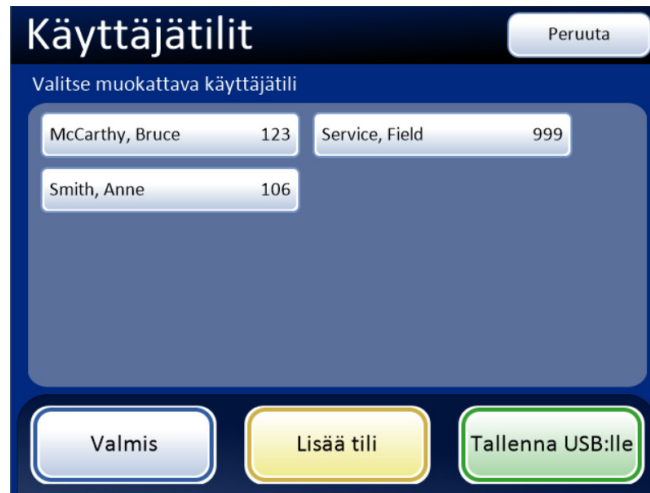 Käyttäjätilit
Peruuta
Valitse muokattava käyttäjätili
McCarthy, Bruce 123
Service, Field 999
Smith, Anne 106
Valmis
Lisää tili
Tallenna USB:lle